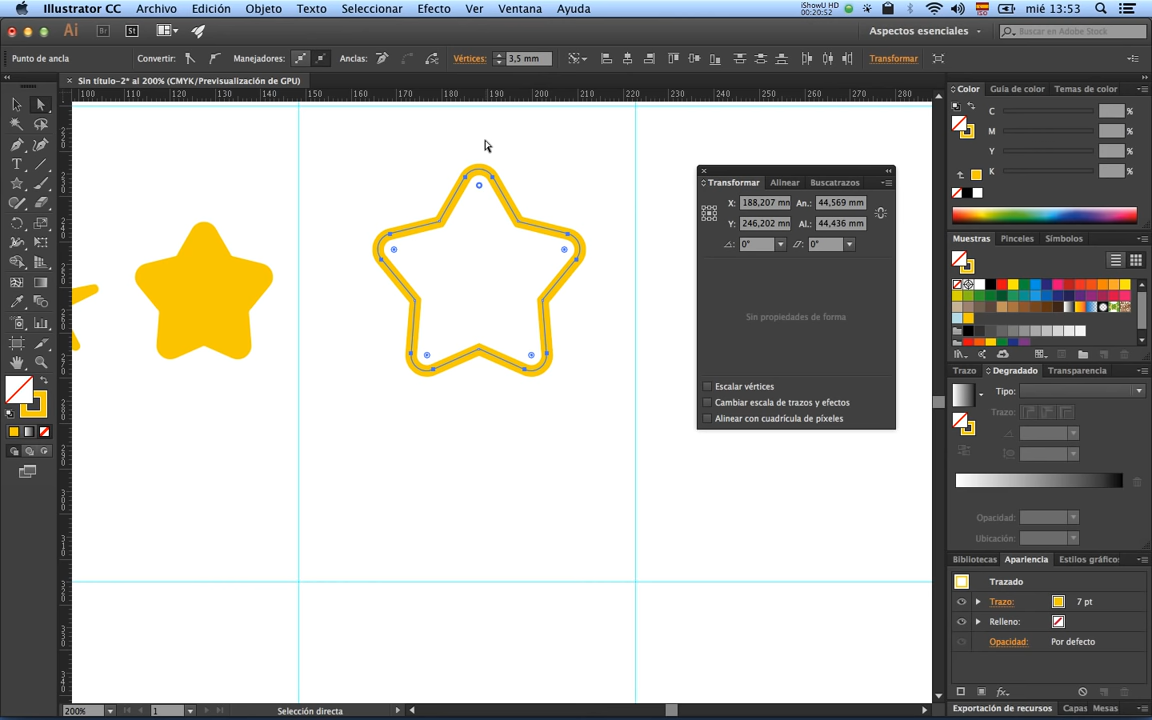 Illustrator CC Archivo Edición Objeto Texto Seleccionar Efecto Ver Ventana Ayuda iShowU HD 00:20:52 mié 13:53
Ai Br St Aspectos esenciales Buscar en Adobe Stock
Punto de ancla Convertir: Manejadores: Anclas: Vértices: 3,5 mm Transformar
× Sin título-2* al 200% (CMYK/Previsualización de GPU)
100 110 120 130 140 150 160 170 180 190 200 210 220 230 240 250 260 270 280
Color Guía de color Temas de color
C %
M %
Y %
K %
Transformar Alinear Buscatrazos
X: 188,207 mm An.: 44,569 mm
Y: 246,202 mm Al.: 44,436 mm
0° 0°
Sin propiedades de forma
Escalar vértices
Cambiar escala de trazos y efectos
Alinear con cuadrícula de píxeles
Muestras Pinceles Símbolos
Trazo Degradado Transparencia
Tipo:
Trazo:
Opacidad:
Ubicación:
Bibliotecas Apariencia Estilos gráficos
Trazado
Trazo: 7 pt
Relleno:
Opacidad: Por defecto
fx
200% 1 Selección directa
Exportación de recursos Capas Mesas